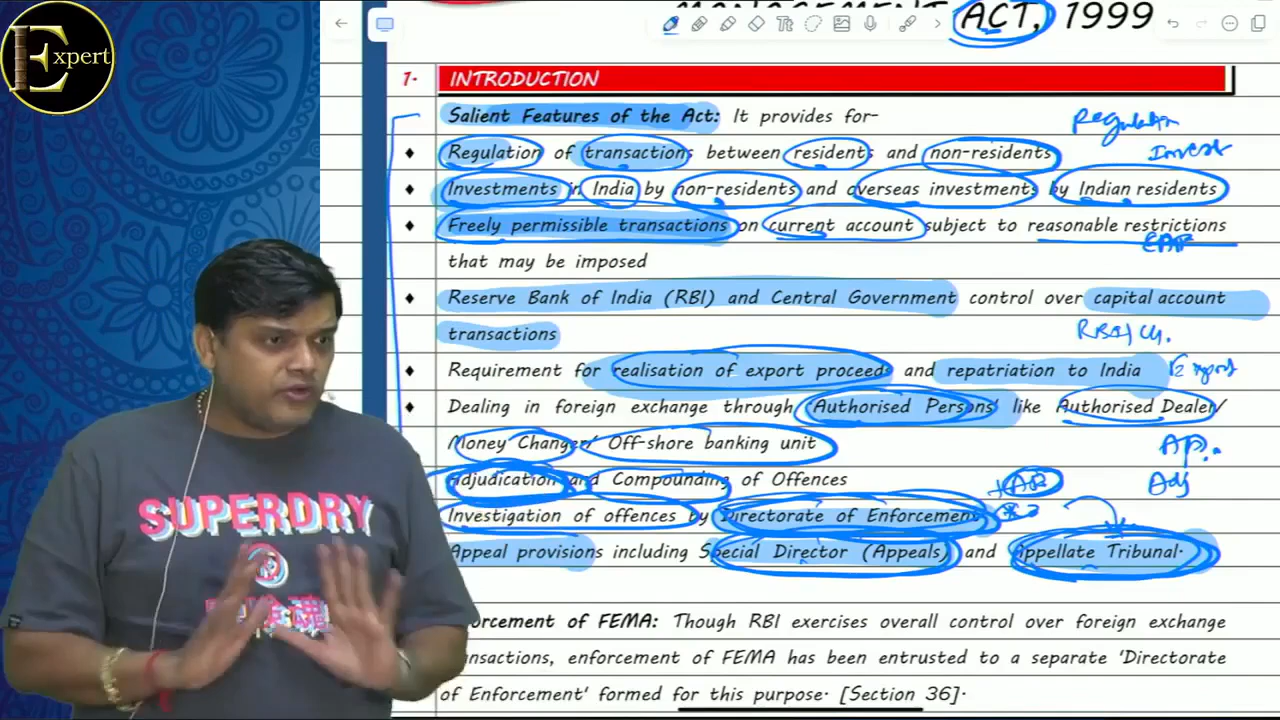 Expert
MANAGEMENT ACT, 1999
1. INTRODUCTION
Salient Features of the Act: It provides for-
♦ Regulation of transactions between residents and non-residents
♦ Investments in India by non-residents and overseas investments by Indian residents
♦ Freely permissible transactions on current account subject to reasonable restrictions
that may be imposed
♦ Reserve Bank of India (RBI) and Central Government control over capital account
transactions
♦ Requirement for realisation of export proceeds and repatriation to India
♦ Dealing in foreign exchange through 'Authorised Persons' like Authorised Dealer/
Money Changer/ Off-shore banking unit
Adjudication and Compounding of Offences
Investigation of offences by Directorate of Enforcement
Appeal provisions including Special Director (Appeals) and Appellate Tribunal.
orcement of FEMA: Though RBI exercises overall control over foreign exchange
nsactions, enforcement of FEMA has been entrusted to a separate 'Directorate
of Enforcement' formed for this purpose. [Section 36].
Invest
Adj
SUPERDRY